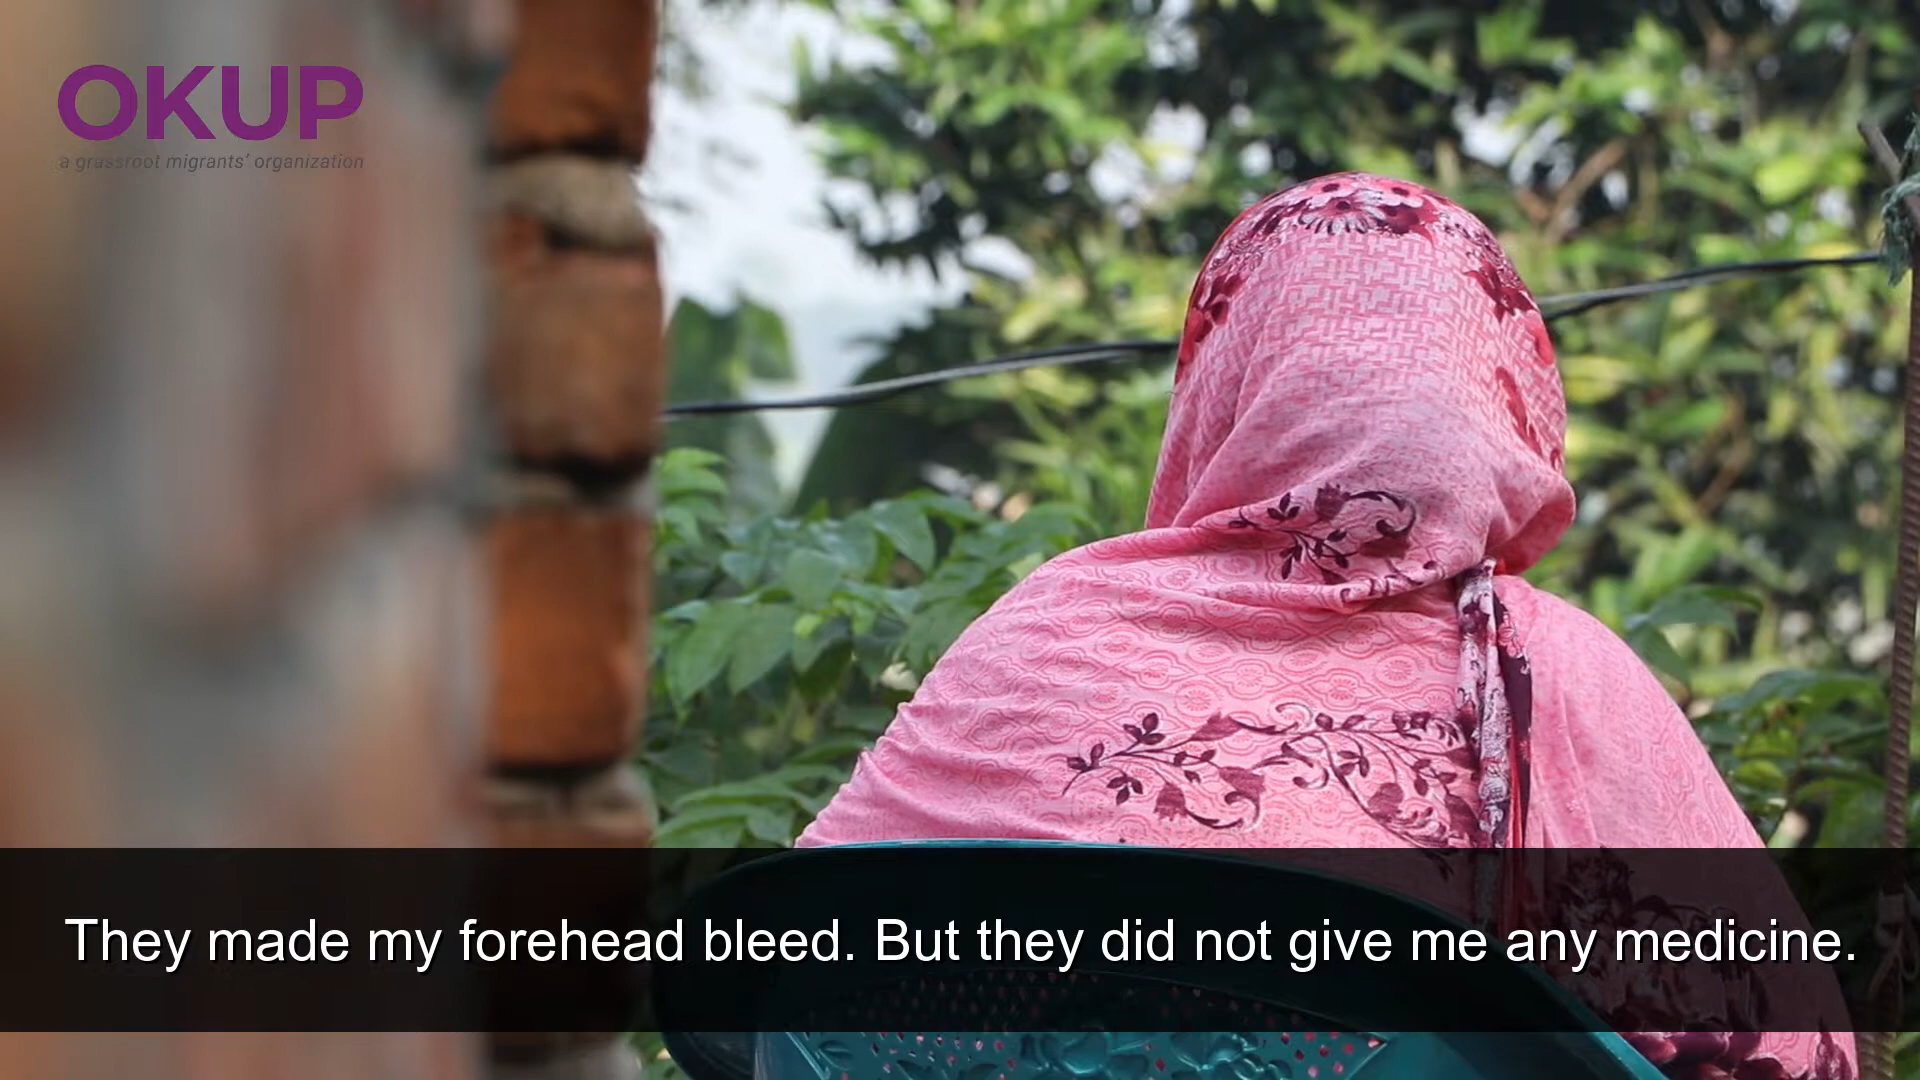 OKUP
a grassroot migrants' organization
They made my forehead bleed. But they did not give me any medicine.